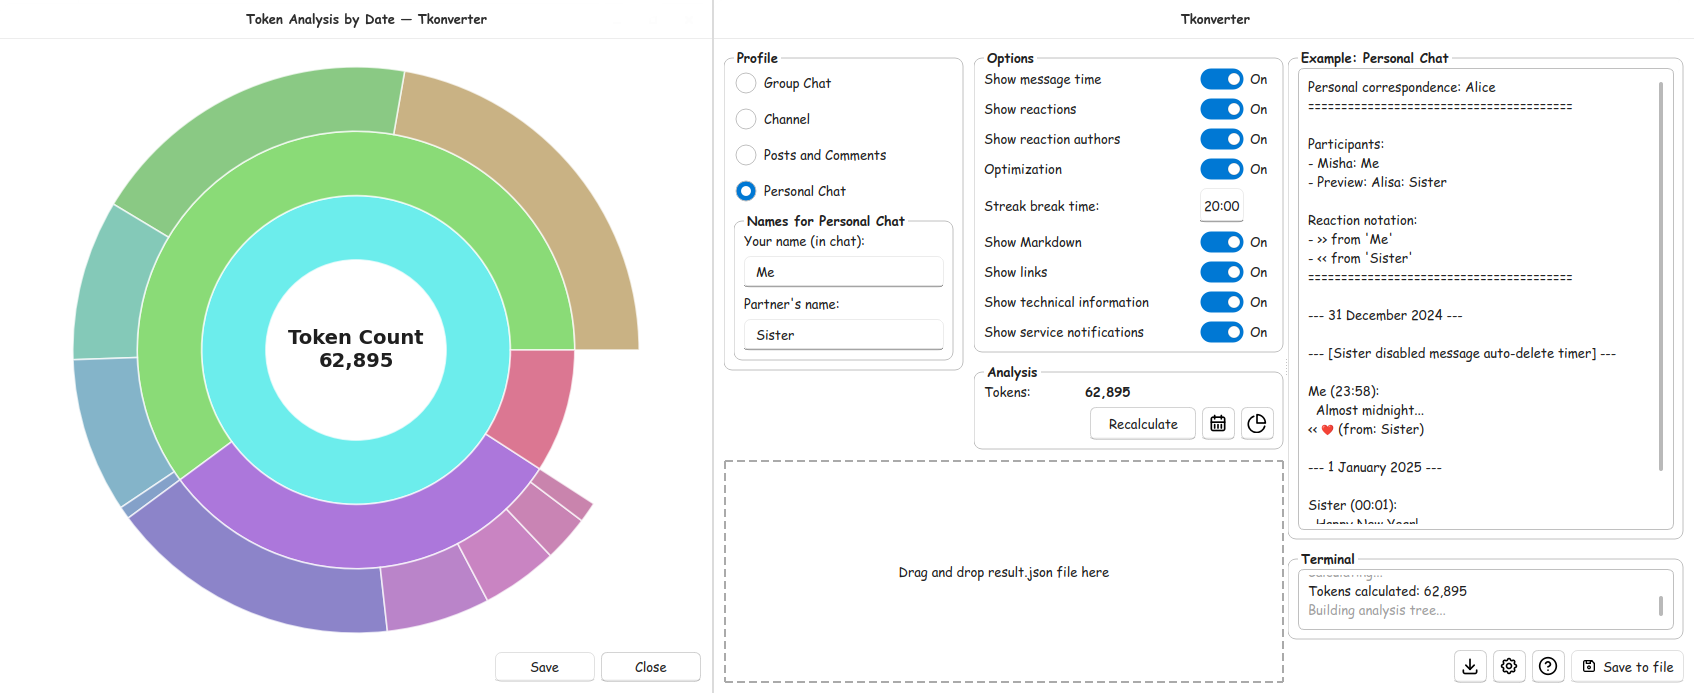 Token Analysis by Date — Tkonverter
Token Count
62,895
Save
Close
Tkonverter
Profile
Group Chat
Channel
Posts and Comments
Personal Chat
Names for Personal Chat
Your name (in chat):
Me
Partner's name:
Sister
Options
Show message time On
Show reactions On
Show reaction authors On
Optimization On
Streak break time: 20:00
Show Markdown On
Show links On
Show technical information On
Show service notifications On
Analysis
Tokens: 62,895
Recalculate
Drag and drop result.json file here
Example: Personal Chat
Personal correspondence: Alice
========================================
Participants:
- Misha: Me
- Preview: Alisa: Sister
Reaction notation:
- >> from 'Me'
- << from 'Sister'
========================================
--- 31 December 2024 ---
--- [Sister disabled message auto-delete timer] ---
Me (23:58):
Almost midnight...
<< ❤️ (from: Sister)
--- 1 January 2025 ---
Sister (00:01):
Happy New Year!
Terminal
Calculating...
Tokens calculated: 62,895
Building analysis tree...
Save to file